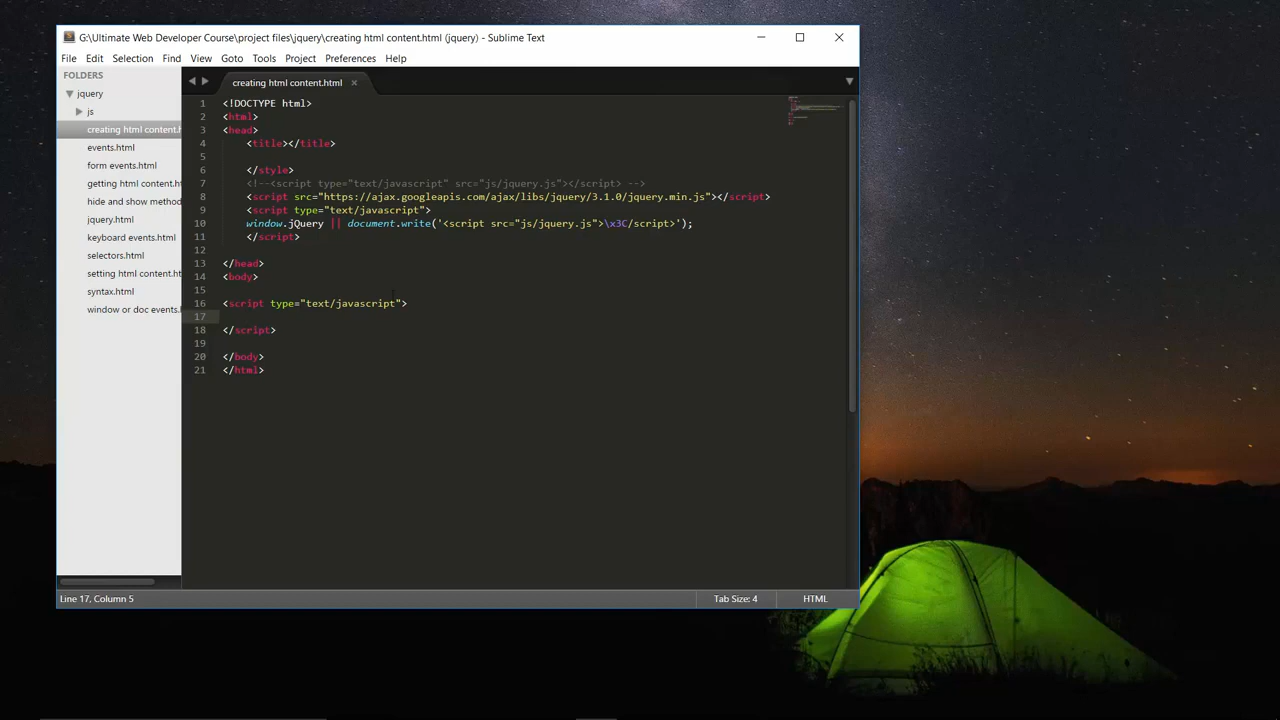 G:\Ultimate Web Developer Course\project files\jquery\creating html content.html (jquery) - Sublime Text
File Edit Selection Find View Goto Tools Project Preferences Help
FOLDERS
jquery
js
creating html content.h
events.html
form events.html
getting html content.ht
hide and show method
jquery.html
keyboard events.html
selectors.html
setting html content.ht
syntax.html
window or doc events.
creating html content.html
1 <!DOCTYPE html>
2 <html>
3 <head>
4 <title></title>
5
6 </style>
7 <!--<script type="text/javascript" src="js/jquery.js"></script> -->
8 <script src="https://ajax.googleapis.com/ajax/libs/jquery/3.1.0/jquery.min.js"></script>
9 <script type="text/javascript">
10 window.jQuery || document.write('<script src="js/jquery.js">\x3C/script>');
11 </script>
12
13 </head>
14 <body>
15
16 <script type="text/javascript">
17
18 </script>
19
20 </body>
21 </html>
Line 17, Column 5
Tab Size: 4
HTML